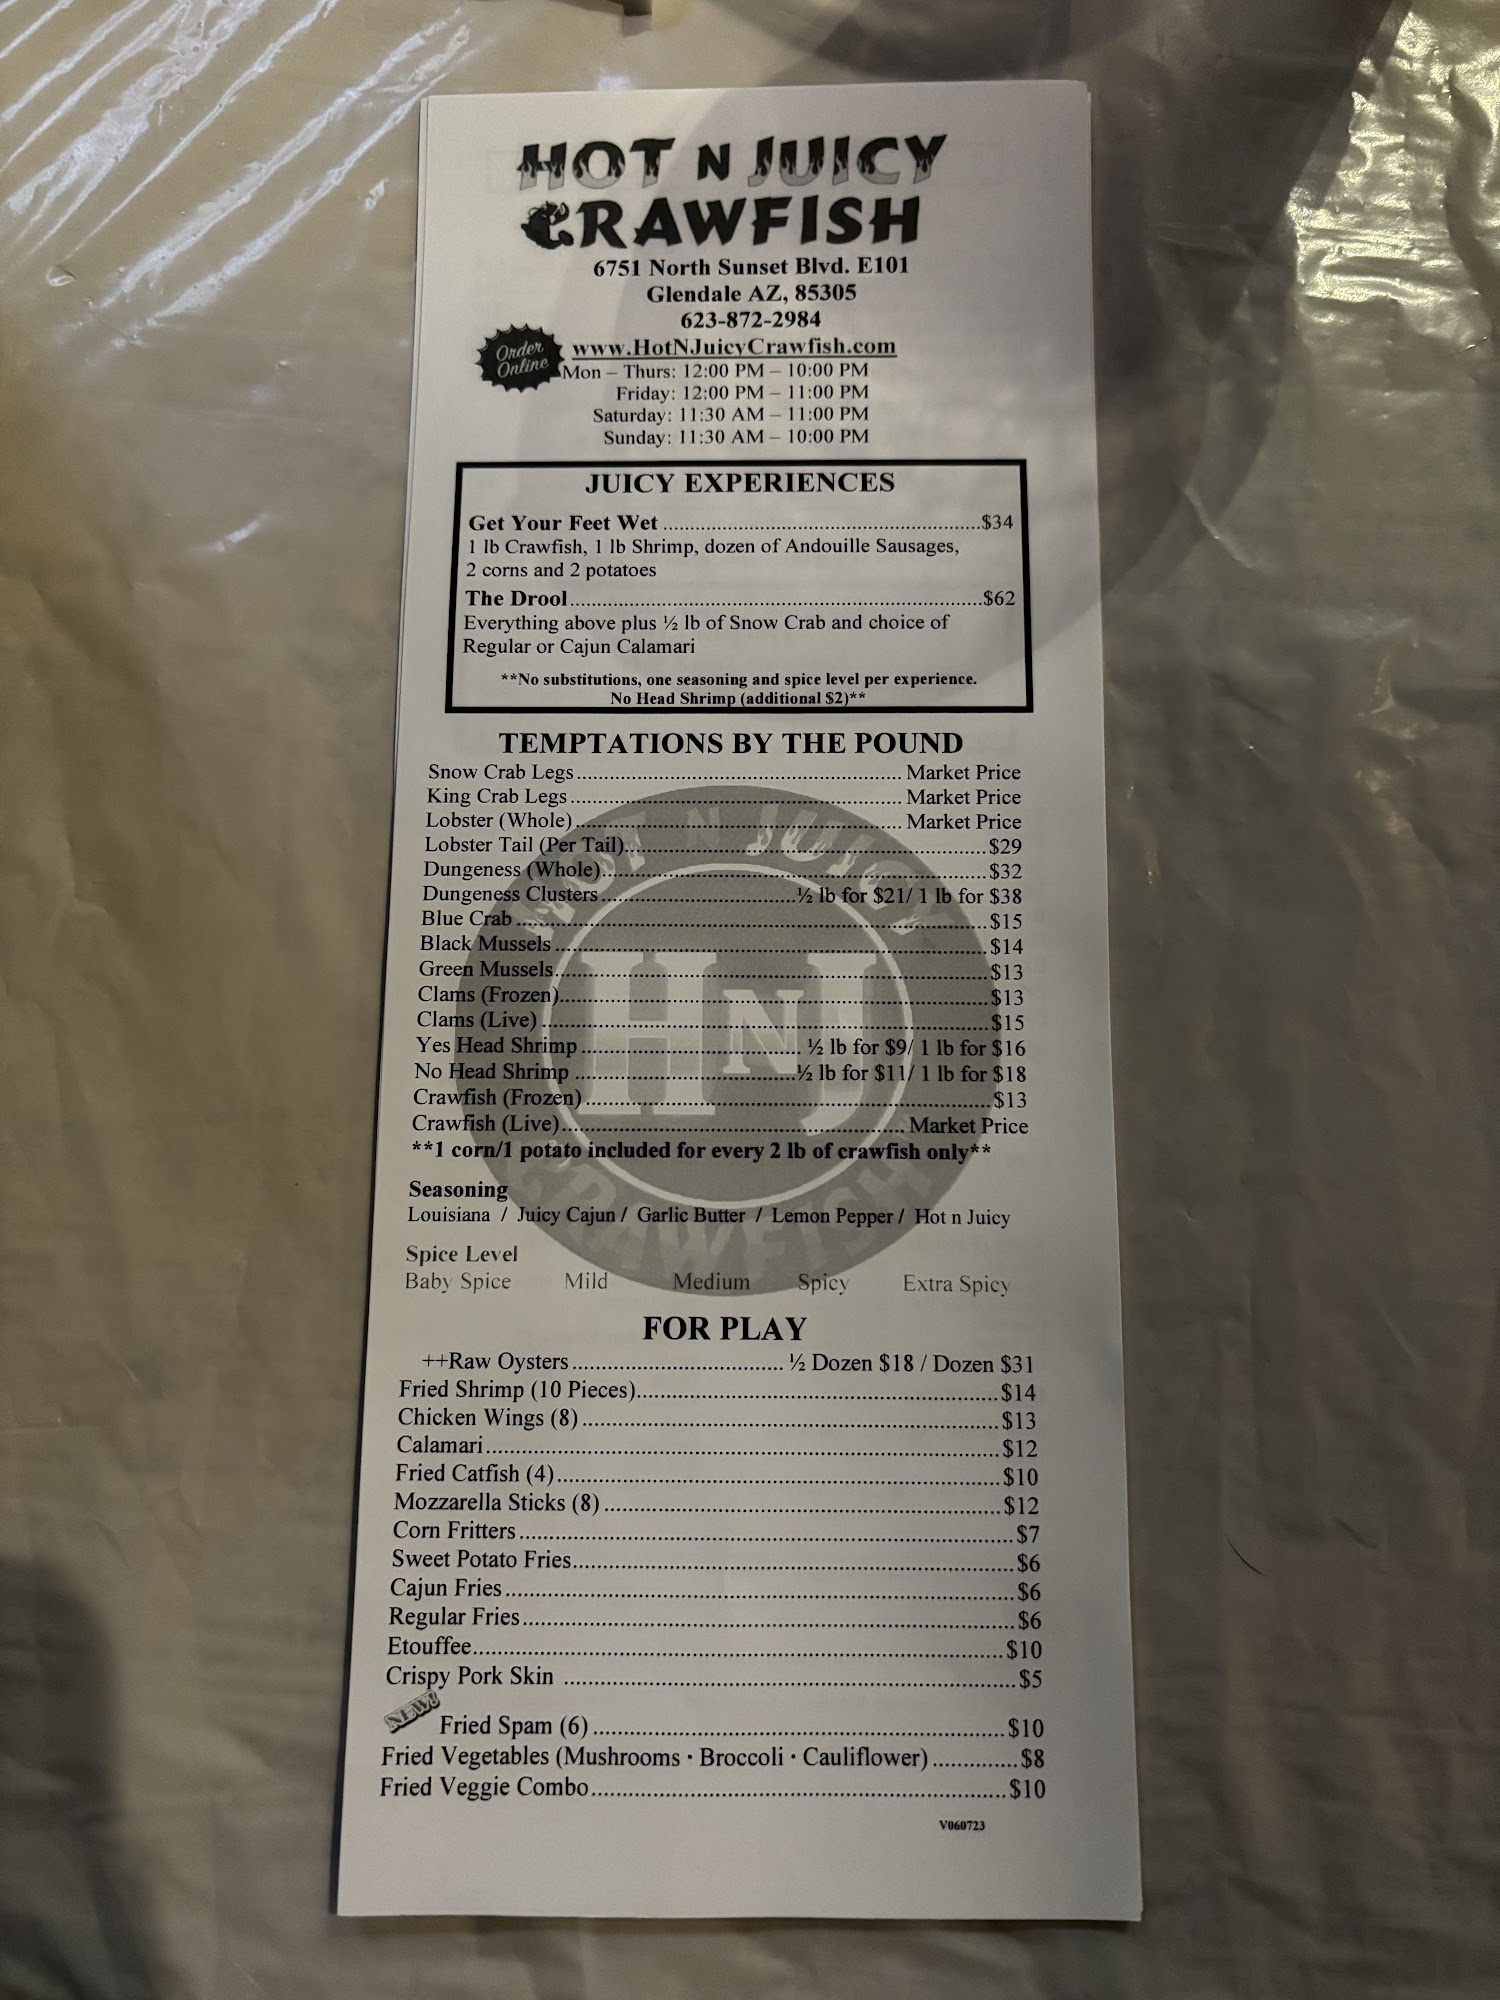 HOT N JUICY
CRAWFISH
6751 North Sunset Blvd. E101
Glendale AZ, 85305
623-872-2984
Order
Online
www.HotNJuicyCrawfish.com
Mon – Thurs: 12:00 PM – 10:00 PM
Friday: 12:00 PM – 11:00 PM
Saturday: 11:30 AM – 11:00 PM
Sunday: 11:30 AM – 10:00 PM
JUICY EXPERIENCES
Get Your Feet Wet ........ $34
1 lb Crawfish, 1 lb Shrimp, dozen of Andouille Sausages,
2 corns and 2 potatoes
The Drool ........ $62
Everything above plus ½ lb of Snow Crab and choice of
Regular or Cajun Calamari
**No substitutions, one seasoning and spice level per experience.
No Head Shrimp (additional $2)**
TEMPTATIONS BY THE POUND
Snow Crab Legs ........ Market Price
King Crab Legs ........ Market Price
Lobster (Whole) ........ Market Price
Lobster Tail (Per Tail) ........ $29
Dungeness (Whole) ........ $32
Dungeness Clusters ........ ½ lb for $21/ 1 lb for $38
Blue Crab ........ $15
Black Mussels ........ $14
Green Mussels ........ $13
Clams (Frozen) ........ $13
Clams (Live) ........ $15
Yes Head Shrimp ........ ½ lb for $9/ 1 lb for $16
No Head Shrimp ........ ½ lb for $11/ 1 lb for $18
Crawfish (Frozen) ........ $13
Crawfish (Live) ........ Market Price
**1 corn/1 potato included for every 2 lb of crawfish only**
HOT N JUICY
HNJ
CRAWFISH
Seasoning
Louisiana / Juicy Cajun / Garlic Butter / Lemon Pepper / Hot n Juicy
Spice Level
Baby Spice Mild Medium Spicy Extra Spicy
FOR PLAY
++Raw Oysters ........ ½ Dozen $18 / Dozen $31
Fried Shrimp (10 Pieces) ........ $14
Chicken Wings (8) ........ $13
Calamari ........ $12
Fried Catfish (4) ........ $10
Mozzarella Sticks (8) ........ $12
Corn Fritters ........ $7
Sweet Potato Fries ........ $6
Cajun Fries ........ $6
Regular Fries ........ $6
Etouffee ........ $10
Crispy Pork Skin ........ $5
NEW!
Fried Spam (6) ........ $10
Fried Vegetables (Mushrooms · Broccoli · Cauliflower) ........ $8
Fried Veggie Combo ........ $10
V060723